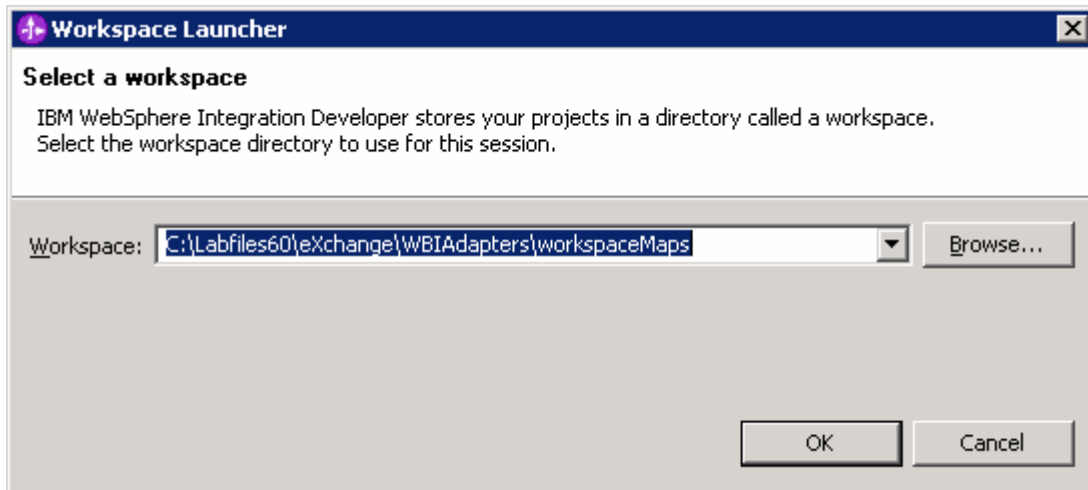 Workspace Launcher
Select a workspace
IBM WebSphere Integration Developer stores your projects in a directory called a workspace.
Select the workspace directory to use for this session.
Workspace: C:\Labfiles60\eXchange\WBIAdapters\workspaceMaps Browse...
OK Cancel